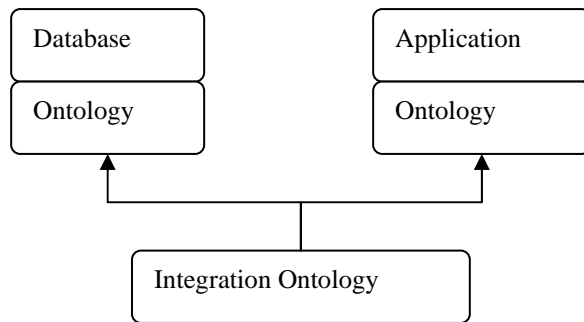 Database
Application
Ontology
Ontology
Integration Ontology